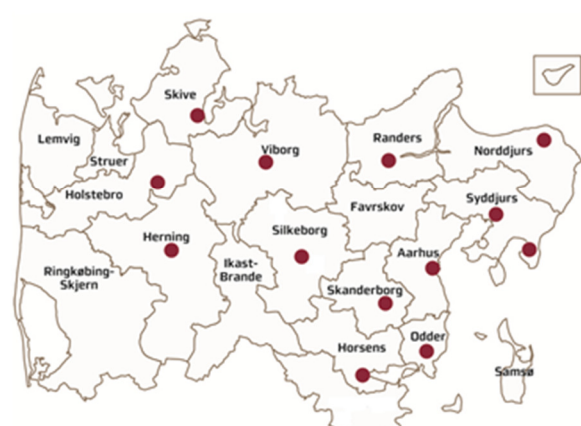 Skive
Lemvig
Struer
Viborg
Randers
Norddjurs
Holstebro
Syddjurs
Favrskov
Herning
Silkeborg
Aarhus
Ikast-
Brande
Ringkøbing-
Skjern
Skanderborg
Horsens
Odder
Samsø